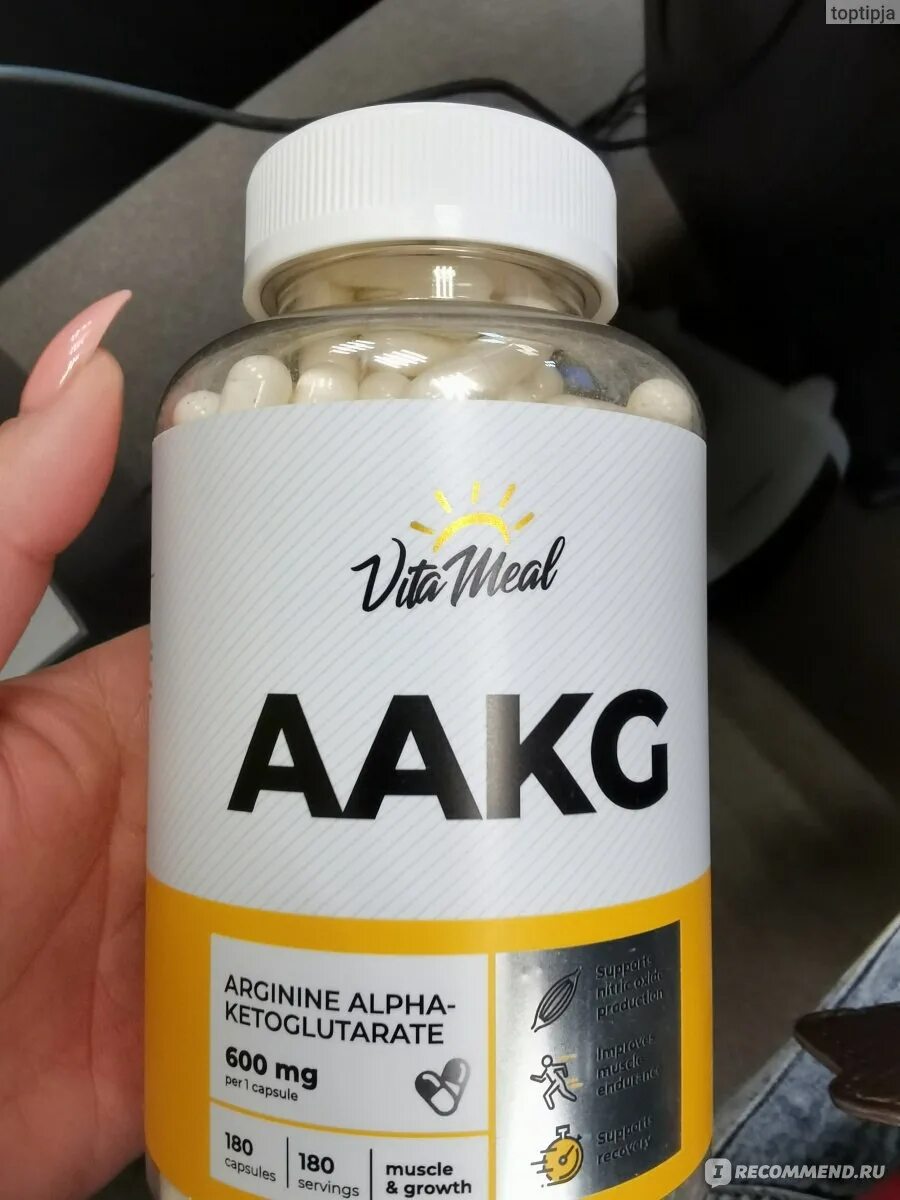 toptipja
Vita Meal
AAKG
ARGININE ALPHA-
KETOGLUTARATE
600 mg
per 1 capsule
180
capsules
180
servings
muscle
& growth
Supports
nitric oxide
production
Improves
muscle
endurance
Supports
recovery
IRECOMMEND.RU